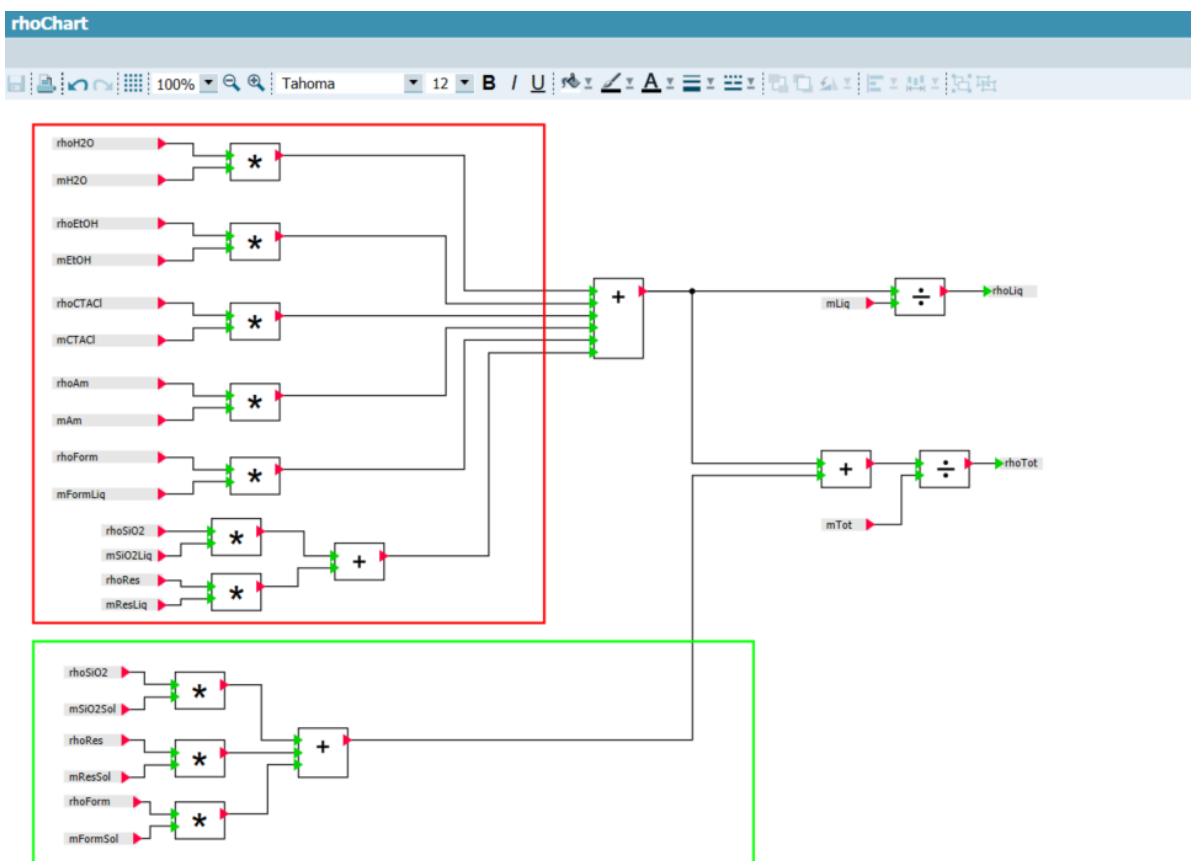 rhoChart
100% Tahoma 12 B I U A
rhoH2O
*
mH2O
rhoEtOH
*
mEtOH
rhoCTACl
*
mCTACl
rhoAm
*
mAm
rhoForm
*
mFormLiq
rhoSiO2
*
mSiO2Liq
rhoRes
*
mResLiq
+
+
÷
rhoLiq
mLiq
+
÷
rhoTot
mTot
rhoSiO2
*
mSiO2Sol
rhoRes
*
mResSol
rhoForm
*
mFormSol
+